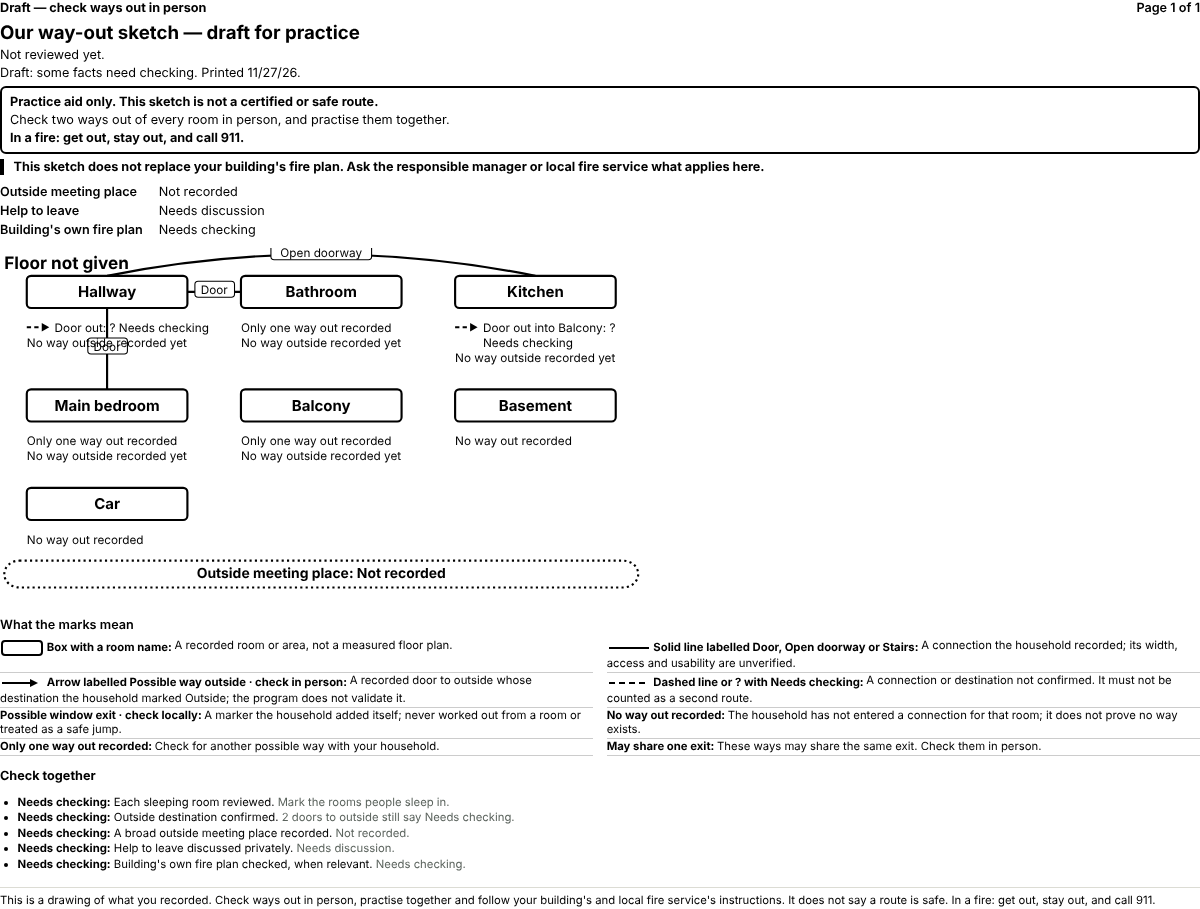 Draft — check ways out in person
Page 1 of 1
Our way-out sketch — draft for practice
Not reviewed yet.
Draft: some facts need checking. Printed 11/27/26.
Practice aid only. This sketch is not a certified or safe route.
Check two ways out of every room in person, and practise them together.
In a fire: get out, stay out, and call 911.
This sketch does not replace your building's fire plan. Ask the responsible manager or local fire service what applies here.
Outside meeting place Not recorded
Help to leave Needs discussion
Building's own fire plan Needs checking
Open doorway
Floor not given
Hallway
Door
Bathroom
Kitchen
Door out: ? Needs checking
No way outside recorded yet
Door
Only one way out recorded
No way outside recorded yet
Door out into Balcony: ?
Needs checking
No way outside recorded yet
Main bedroom
Balcony
Basement
Only one way out recorded
No way outside recorded yet
Only one way out recorded
No way outside recorded yet
No way out recorded
Car
No way out recorded
Outside meeting place: Not recorded
What the marks mean
Box with a room name: A recorded room or area, not a measured floor plan.
Solid line labelled Door, Open doorway or Stairs: A connection the household recorded; its width,
access and usability are unverified.
Arrow labelled Possible way outside · check in person: A recorded door to outside whose
destination the household marked Outside; the program does not validate it.
Dashed line or ? with Needs checking: A connection or destination not confirmed. It must not be
counted as a second route.
Possible window exit · check locally: A marker the household added itself; never worked out from a room or
treated as a safe jump.
No way out recorded: The household has not entered a connection for that room; it does not prove no way
exists.
Only one way out recorded: Check for another possible way with your household.
May share one exit: These ways may share the same exit. Check them in person.
Check together
• Needs checking: Each sleeping room reviewed. Mark the rooms people sleep in.
• Needs checking: Outside destination confirmed. 2 doors to outside still say Needs checking.
• Needs checking: A broad outside meeting place recorded. Not recorded.
• Needs checking: Help to leave discussed privately. Needs discussion.
• Needs checking: Building's own fire plan checked, when relevant. Needs checking.
This is a drawing of what you recorded. Check ways out in person, practise together and follow your building's and local fire service's instructions. It does not say a route is safe. In a fire: get out, stay out, and call 911.